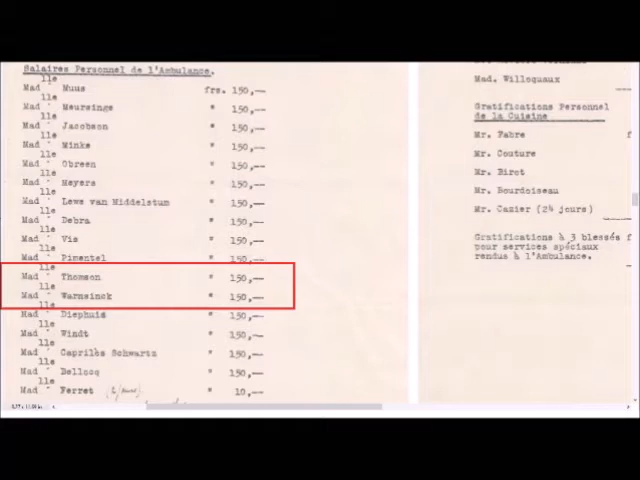 Salaires Personnel de l'Ambulance.
Mad lle Muus frs. 150,--
Mad lle Meursinge " 150,--
Mad lle Jacobson " 150,--
Mad lle Minke " 150,--
Mad lle Obreen " 150,--
Mad lle Meyers " 150,--
Mad lle Lews van Middelstum " 150,--
Mad lle Debra " 150,--
Mad lle Vis " 150,--
Mad lle Pimentel " 150,--
Mad lle Thomson " 150,--
Mad lle Warnsinck " 150,--
Mad lle Diephuis " 150,--
Mad lle Windt " 150,--
Mad lle Caprilès Schwartz " 150,--
Mad lle Bellocq " 150,--
Mad lle Ferret " 10,--
Mad. Willoquaux
Gratifications Personnel
de la Cuisine
Mr. Fabre f
Mr. Couture
Mr. Birot
Mr. Bourdoiseau
Mr. Cazier (2½ jours)
Gratifications à 3 blessés f
pour services spéciaux
rendus à l'Ambulance.